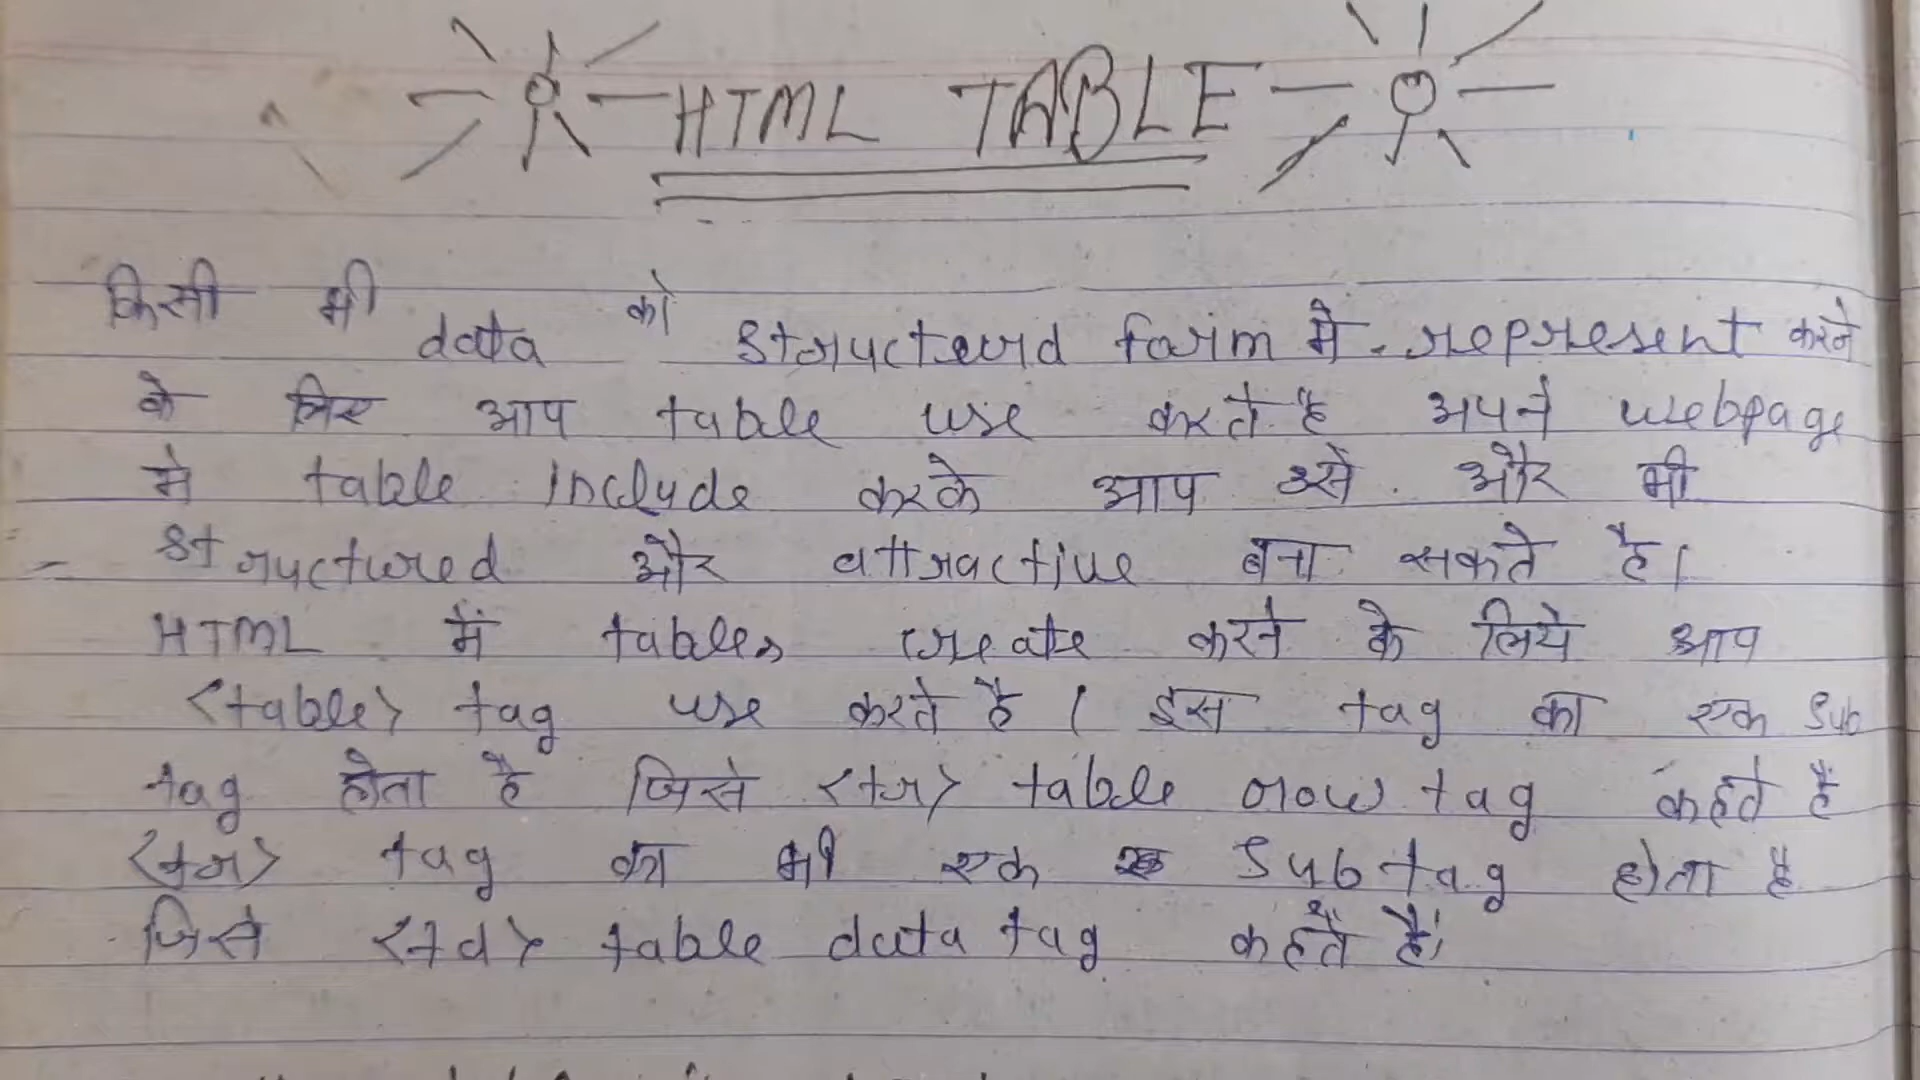 HTML TABLE
किसी भी data को structerd form मे represent करने
के लिए आप table use करते है अपने webpage
मे table include करके आप उसे और भी
structured और attractive बना सकते है।
HTML में tables create करने के लिये आप
<table> tag use करते है। इस tag का एक sub
tag होता है जिसे <tr> table row tag कहते हैं
<tr> tag का भी एक sub tag होता है
जिसे <td> table data tag कहते हैं।